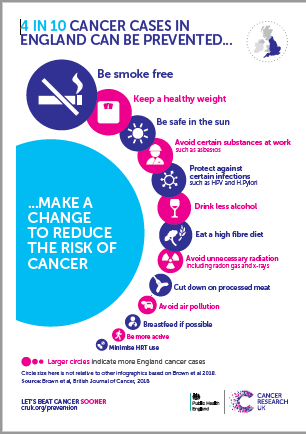 4 IN 10 CANCER CASES IN
ENGLAND CAN BE PREVENTED...
Be smoke free
Keep a healthy weight
Be safe in the sun
Avoid certain substances at work
such as asbestos
Protect against
certain infections
such as HPV and H.Pylori
Drink less alcohol
Eat a high fibre diet
Avoid unnecessary radiation
including radon gas and x-rays
Cut down on processed meat
Avoid air pollution
Breastfeed if possible
Be more active
Minimise HRT use
...MAKE A
CHANGE
TO REDUCE
THE RISK OF
CANCER
Larger circles indicate more England cancer cases
Circle size here is not relative to other infographics based on Brown et al 2018.
Source: Brown et al, British Journal of Cancer, 2018
LET'S BEAT CANCER SOONER
cruk.org/prevention
Public Health
England
CANCER
RESEARCH
UK